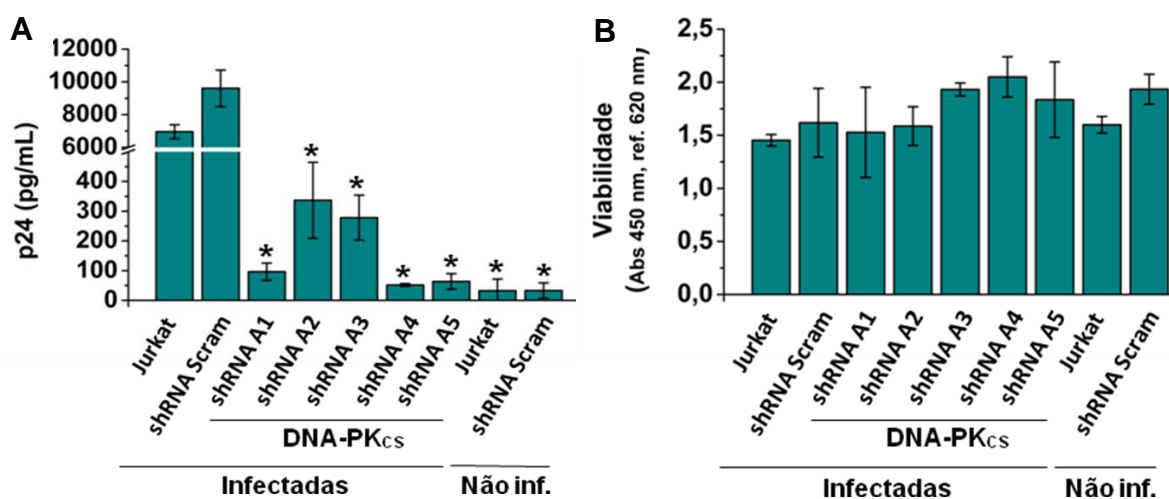 A
p24 (pg/mL)
12000
10000
8000
6000
400
300
200
100
0
*
*
*
*
*
*
*
Jurkat
shRNA Scram
shRNA A1
shRNA A2
shRNA A3
shRNA A4
shRNA A5
Jurkat
shRNA Scram
DNA-PKCS
Infectadas
Não inf.
B
Viabilidade
(Abs 450 nm, ref. 620 nm)
2,5
2,0
1,5
1,0
0,5
0,0
Jurkat
shRNA Scram
shRNA A1
shRNA A2
shRNA A3
shRNA A4
shRNA A5
Jurkat
shRNA Scram
DNA-PKCS
Infectadas
Não inf.